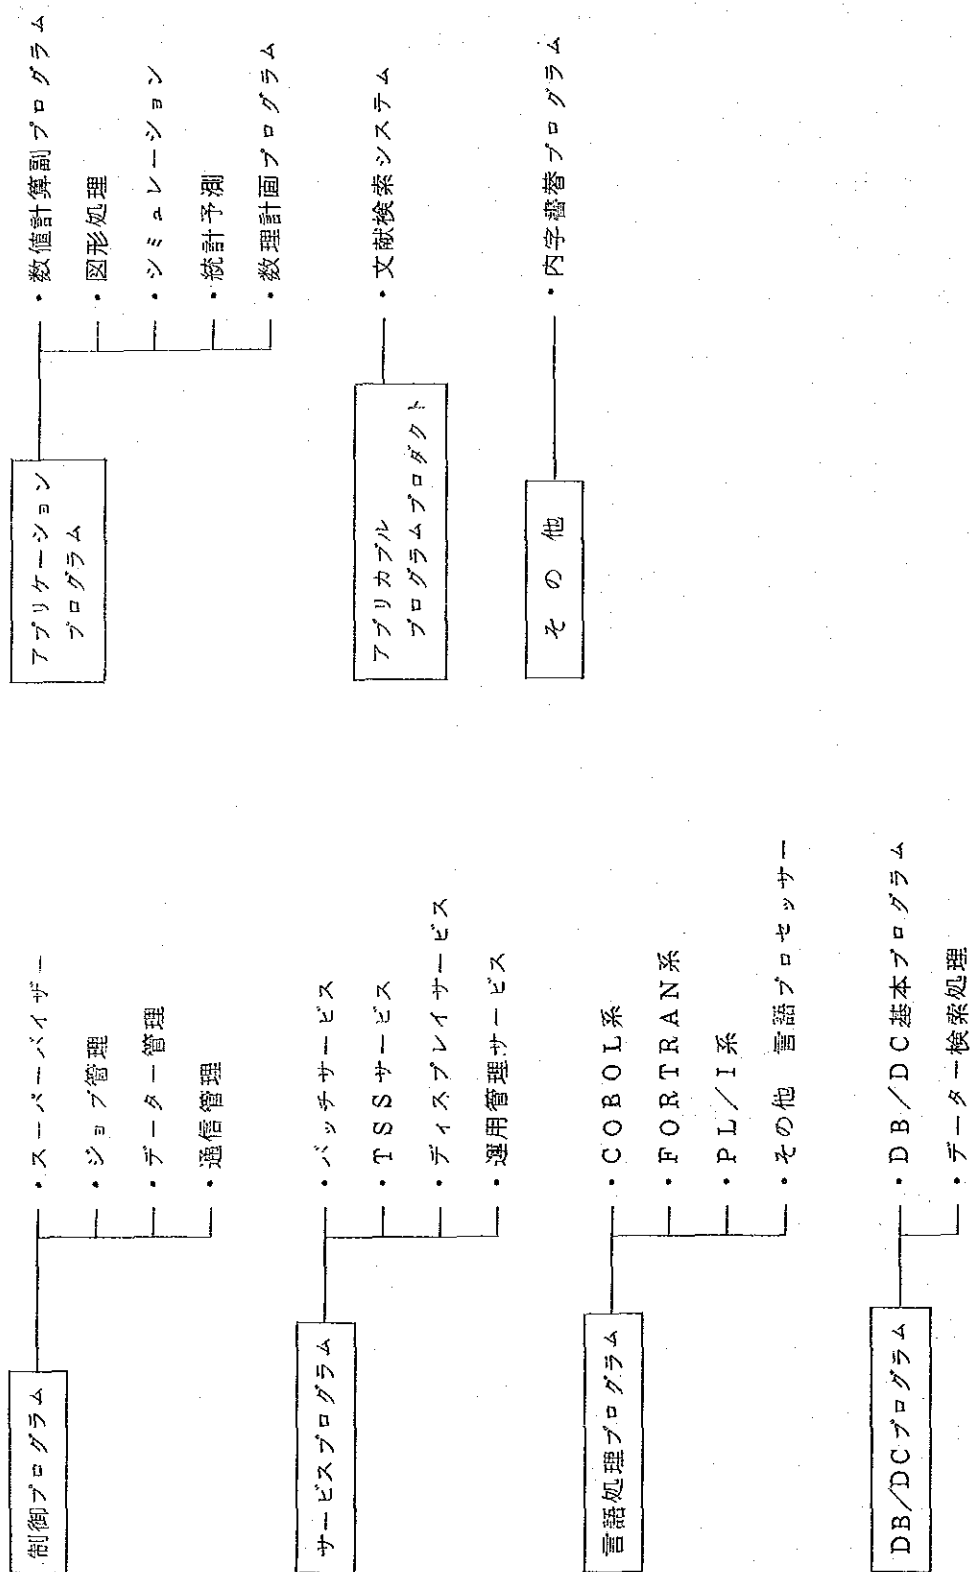 制御プログラム
・スーパーバイザー
・ジョブ管理
・データー管理
・通信管理
サービスプログラム
・バッチサービス
・TSSサービス
・ディスプレイサービス
・運用管理サービス
言語処理プログラム
・COBOL系
・FORTRAN系
・PL/I系
・その他 言語プロセッサー
DB/DCプログラム
・DB/DC基本プログラム
・データー検索処理
アプリケーション
プログラム
・数値計算副プログラム
・図形処理
・シミュレーション
・統計予測
・数理計画プログラム
アプリカブル
プログラムプロダクト
・文献検索システム
その他
・内字書替プログラム